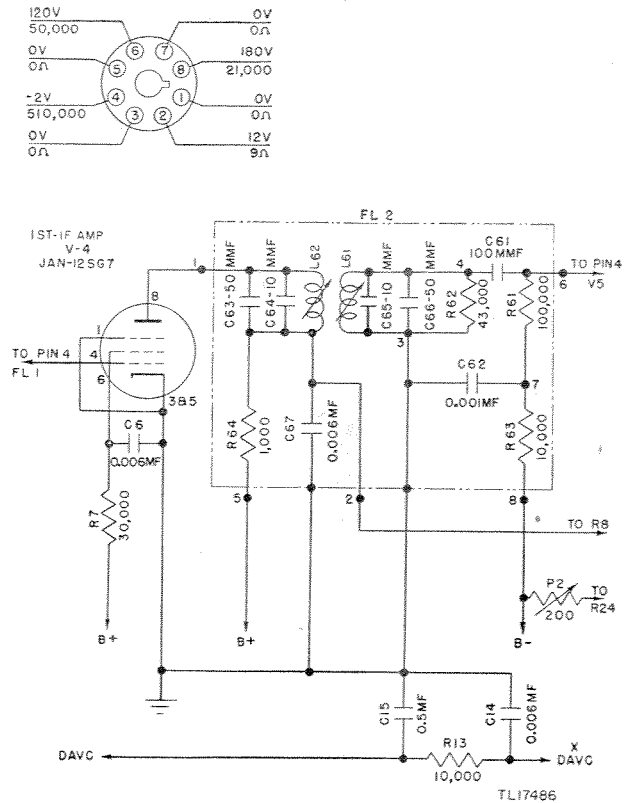 120V
50,000
0V
0Ω
0V
0Ω
180V
21,000
-2V
510,000
0V
0Ω
0V
0Ω
12V
9Ω
6
7
5
8
4
1
3
2
FL 2
1ST-IF AMP
V-4
JAN-12SG7
1
8
C63-50 MMF
C64-10 MMF
L62
L61
C65-10 MMF
C66-50 MMF
4
R62
43,000
C61
100MMF
R61
100,000
6
TO PIN 4
V5
1
4
6
TO PIN 4
FL 1
3&5
3
C62
0.001MF
7
C6
0.006MF
R64
1,000
C67
0.006MF
R63
10,000
R7
30,000
5
2
8
TO R8
P2
200
TO
R24
B+
B+
B-
C15
0.5MF
C14
0.006MF
DAVC
R13
10,000
X
DAVC
TL17486